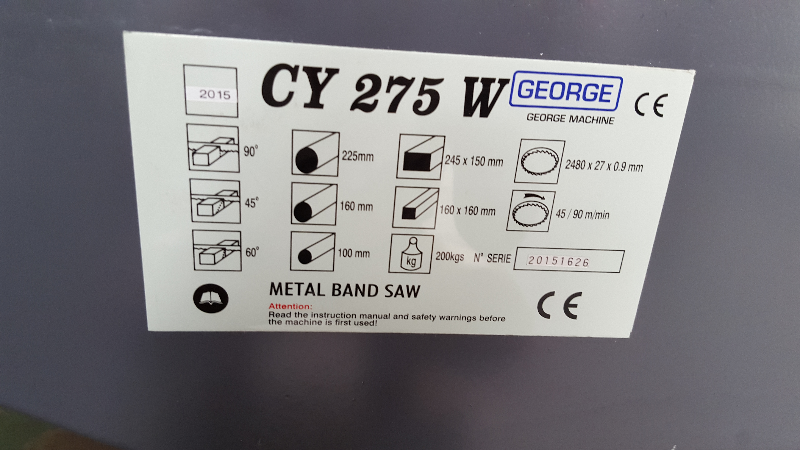 2015 CY 275 W GEORGE CE
GEORGE MACHINE
90° 225mm 245 x 150 mm 2480 x 27 x 0.9 mm
45° 160 mm 160 x 160 mm 45 / 90 m/min
60° 100 mm kg 200kgs N° SERIE 20151626
METAL BAND SAW CE
Attention:
Read the instruction manual and safety warnings before
the machine is first used!